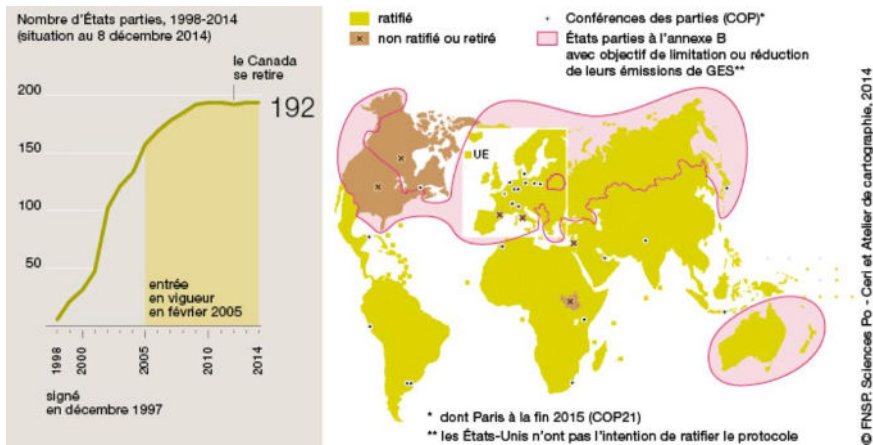 Nombre d'États parties, 1998-2014
(situation au 8 décembre 2014)
le Canada
se retire
200
192
150
100
50
entrée
en vigueur
en février 2005
1998
2000
2005
2010
2014
signé
en décembre 1997
ratifié
non ratifié ou retiré
Conférences des parties (COP)*
États parties à l'annexe B
avec objectif de limitation ou réduction
de leurs émissions de GES**
UE
* dont Paris à la fin 2015 (COP21)
** les États-Unis n'ont pas l'intention de ratifier le protocole
© FNSP. Sciences Po - Ceri et Atelier de cartographie, 2014